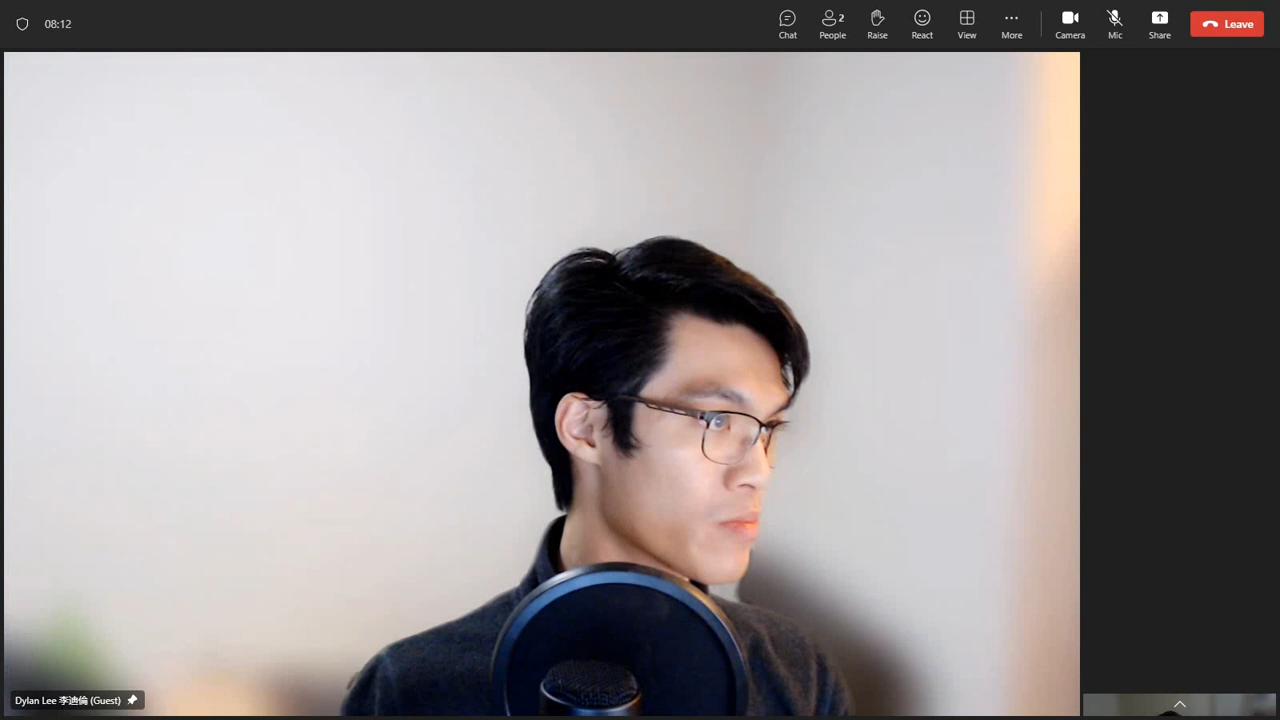 08:12
Chat
2
People
Raise
React
View
More
Camera
Mic
Share
Leave
Dylan Lee 李迪倫 (Guest)